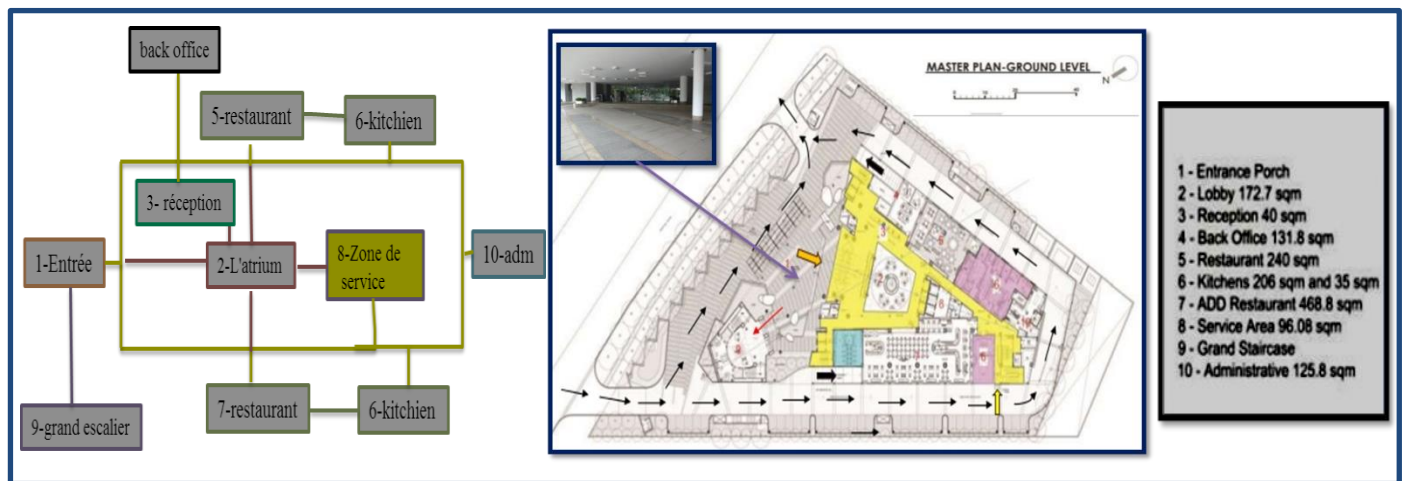 back office
5-restaurant
6-kitchien
3- réception
1-Entrée
2-L'atrium
8-Zone de
service
10-adm
7-restaurant
6-kitchien
9-grand escalier
MASTER PLAN-GROUND LEVEL
N
1 - Entrance Porch
2 - Lobby 172.7 sqm
3 - Reception 40 sqm
4 - Back Office 131.8 sqm
5 - Restaurant 240 sqm
6 - Kitchens 206 sqm and 35 sqm
7 - ADD Restaurant 468.8 sqm
8 - Service Area 96.08 sqm
9 - Grand Staircase
10 - Administrative 125.8 sqm